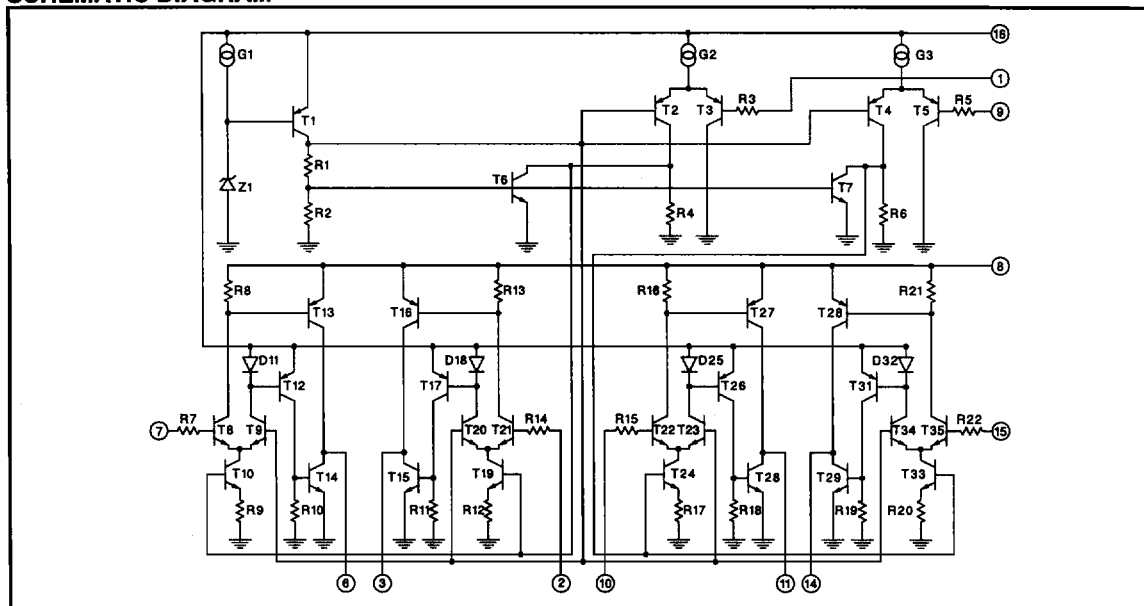 SCHEMATIC DIAGRAM
G1 G2 G3 16
1
T1 T2 T3 R3 T4 T5 R5 9
R1 T6 T7
Z1 R2 R4 R6
8
R8 T13 T16 R13 R16 T27 T28 R21
D11 T12 T17 D18 D25 T26 T31 D32
7 R7 T8 T9 T20 T21 R14 R15 T22 T23 T34 T35 R22 15
T10 T14 T15 T19 T24 T28 T29 T33
R9 R10 R11 R12 R17 R18 R19 R20
6 3 2 10 11 14